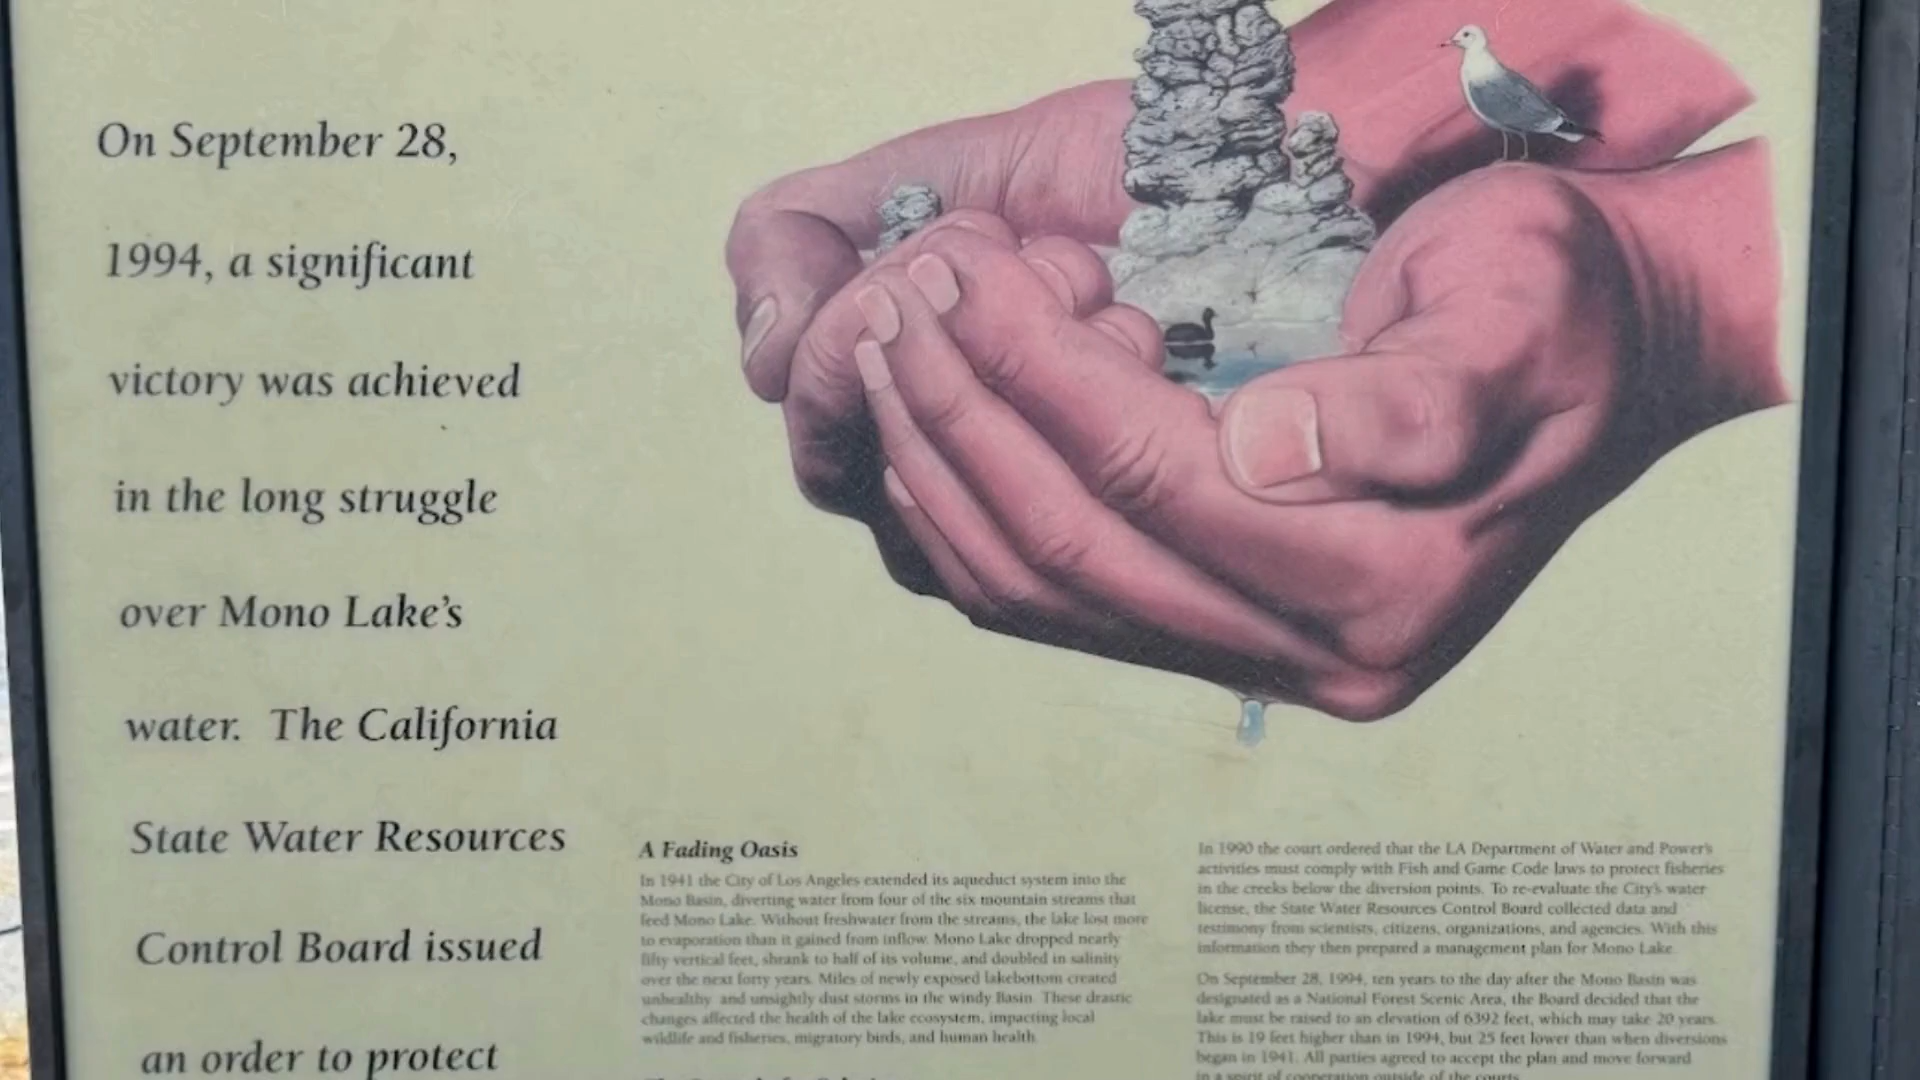 On September 28,
1994, a significant
victory was achieved
in the long struggle
over Mono Lake's
water. The California
State Water Resources
Control Board issued
an order to protect
A Fading Oasis
In 1941 the City of Los Angeles extended its aqueduct system into the
Mono Basin, diverting water from four of the six mountain streams that
feed Mono Lake. Without freshwater from the streams, the lake lost more
to evaporation than it gained from inflow. Mono Lake dropped nearly
fifty vertical feet, shrank to half of its volume, and doubled in salinity
over the next forty years. Miles of newly exposed lakebottom created
unhealthy and unsightly dust storms in the windy Basin. These drastic
changes affected the health of the lake ecosystem, impacting local
wildlife and fisheries, migratory birds, and human health.
In 1990 the court ordered that the LA Department of Water and Power's
activities must comply with Fish and Game Code laws to protect fisheries
in the creeks below the diversion points. To re-evaluate the City's water
license, the State Water Resources Control Board collected data and
testimony from scientists, citizens, organizations, and agencies. With this
information they then prepared a management plan for Mono Lake.
On September 28, 1994, ten years to the day after the Mono Basin was
designated as a National Forest Scenic Area, the Board decided that the
lake must be raised to an elevation of 6392 feet, which may take 20 years.
This is 19 feet higher than in 1994, but 25 feet lower than when diversions
began in 1941. All parties agreed to accept the plan and move forward
in a spirit of cooperation outside of the courts.